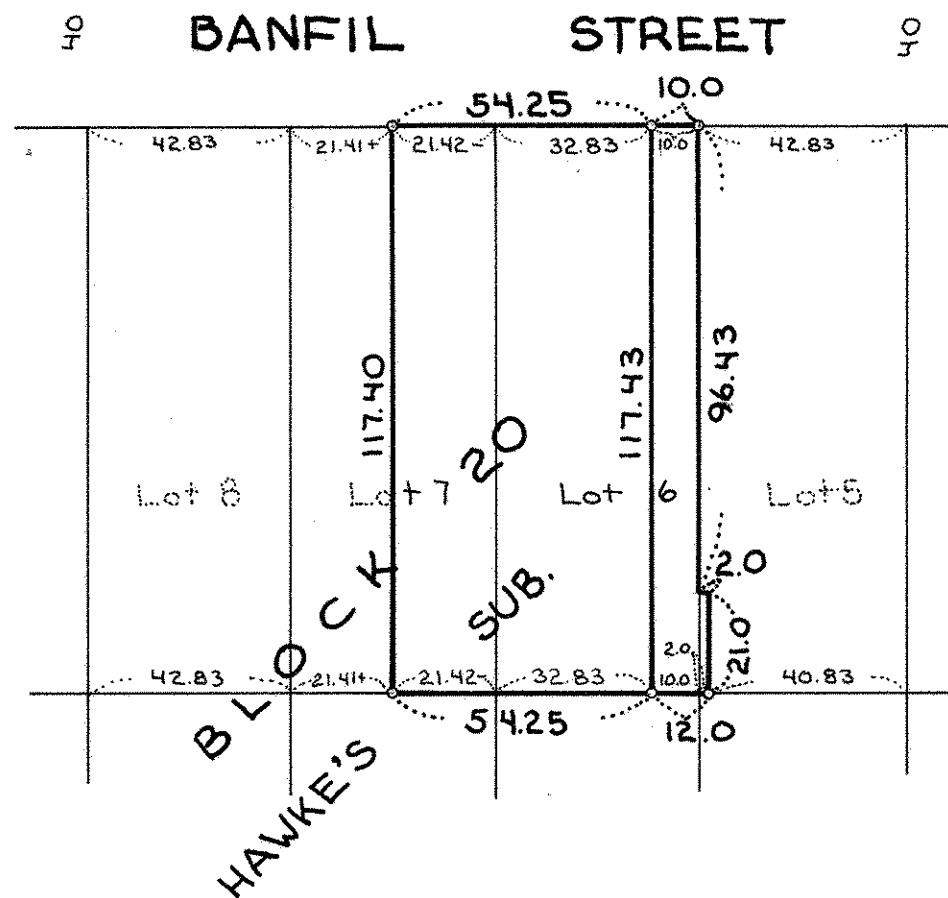 40 BANFIL STREET 40
54.25 10.0
42.83 21.41+ 21.42- 32.83 10.0 42.83
117.40 117.43 96.43
Lot 8 Lot 7 Lot 6 Lot 5
BLOCK 20
2.0
HAWKE'S SUB.
21.0
2.0
42.83 21.41+ 21.42- 32.83 10.0 40.83
54.25 12.0